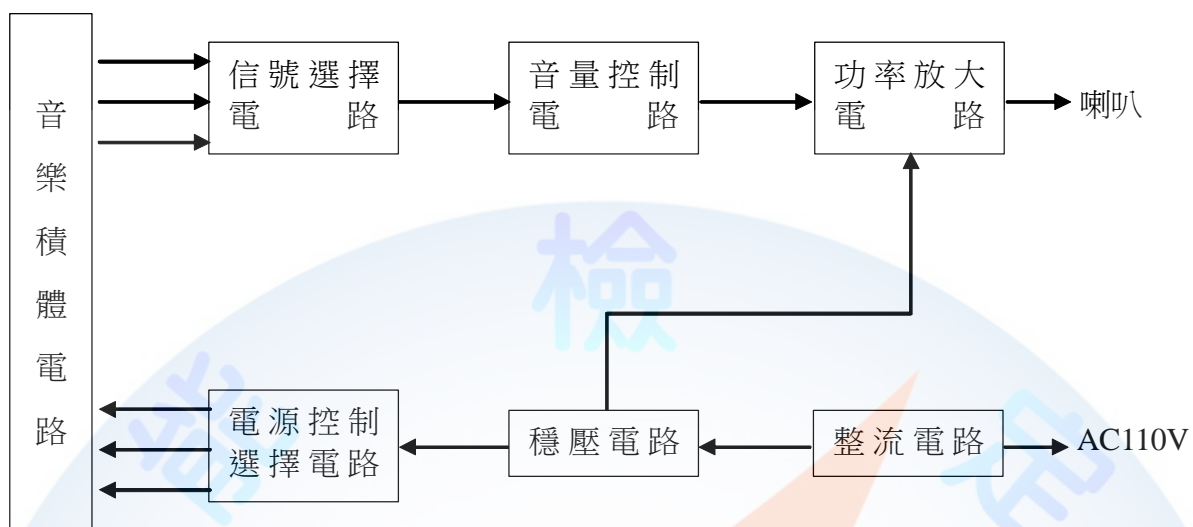 音樂積體電路
信號選擇
電路
音量控制
電路
功率放大
電路
喇叭
檢
能
定
電源控制
選擇電路
穩壓電路
整流電路
AC110V